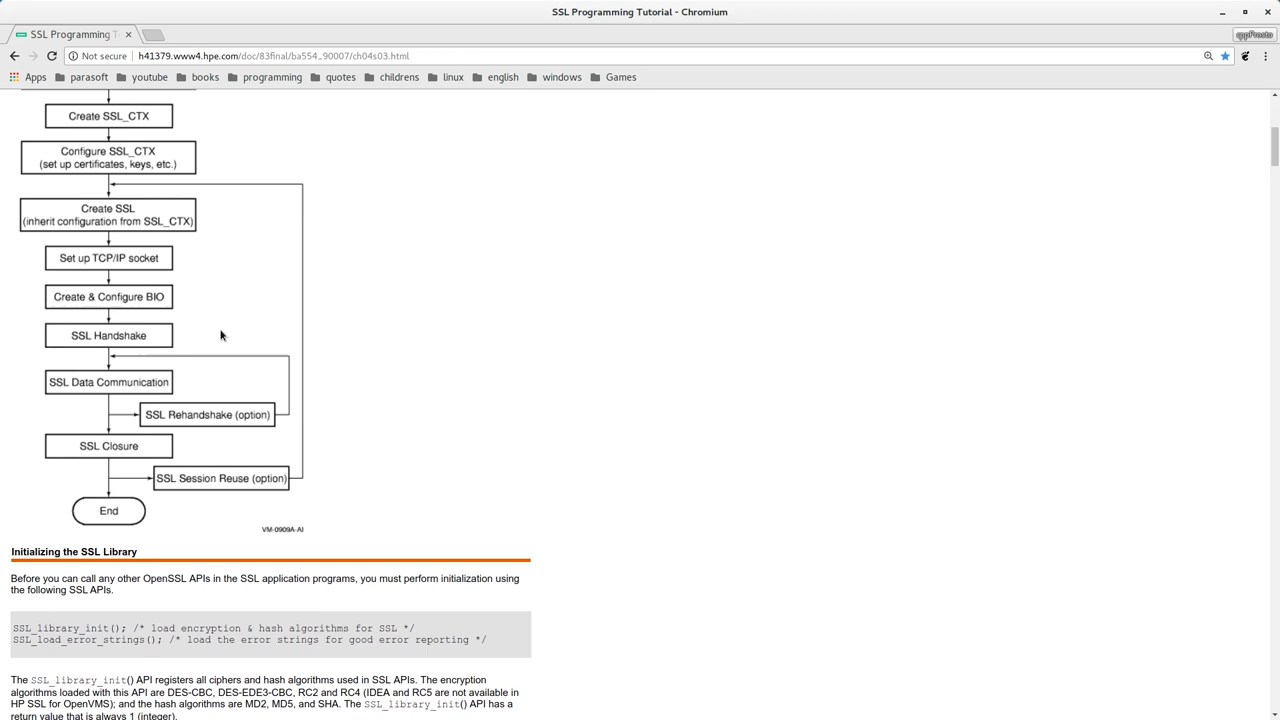 SSL Programming Tutorial - Chromium
SSL Programming T
cppProsto
Not secure
h41379.www4.hpe.com/doc/83final/ba554_90007/ch04s03.html
Apps parasoft youtube books programming quotes childrens linux english windows Games
Create SSL_CTX
Configure SSL_CTX
(set up certificates, keys, etc.)
Create SSL
(inherit configuration from SSL_CTX)
Set up TCP/IP socket
Create & Configure BIO
SSL Handshake
SSL Data Communication
SSL Rehandshake (option)
SSL Closure
SSL Session Reuse (option)
End
VM-0909A-AI
Initializing the SSL Library
Before you can call any other OpenSSL APIs in the SSL application programs, you must perform initialization using
the following SSL APIs.
SSL_library_init(); /* load encryption & hash algorithms for SSL */
SSL_load_error_strings(); /* load the error strings for good error reporting */
The SSL_library_init() API registers all ciphers and hash algorithms used in SSL APIs. The encryption
algorithms loaded with this API are DES-CBC, DES-EDE3-CBC, RC2 and RC4 (IDEA and RC5 are not available in
HP SSL for OpenVMS); and the hash algorithms are MD2, MD5, and SHA. The SSL_library_init() API has a
return value that is always 1 (integer).